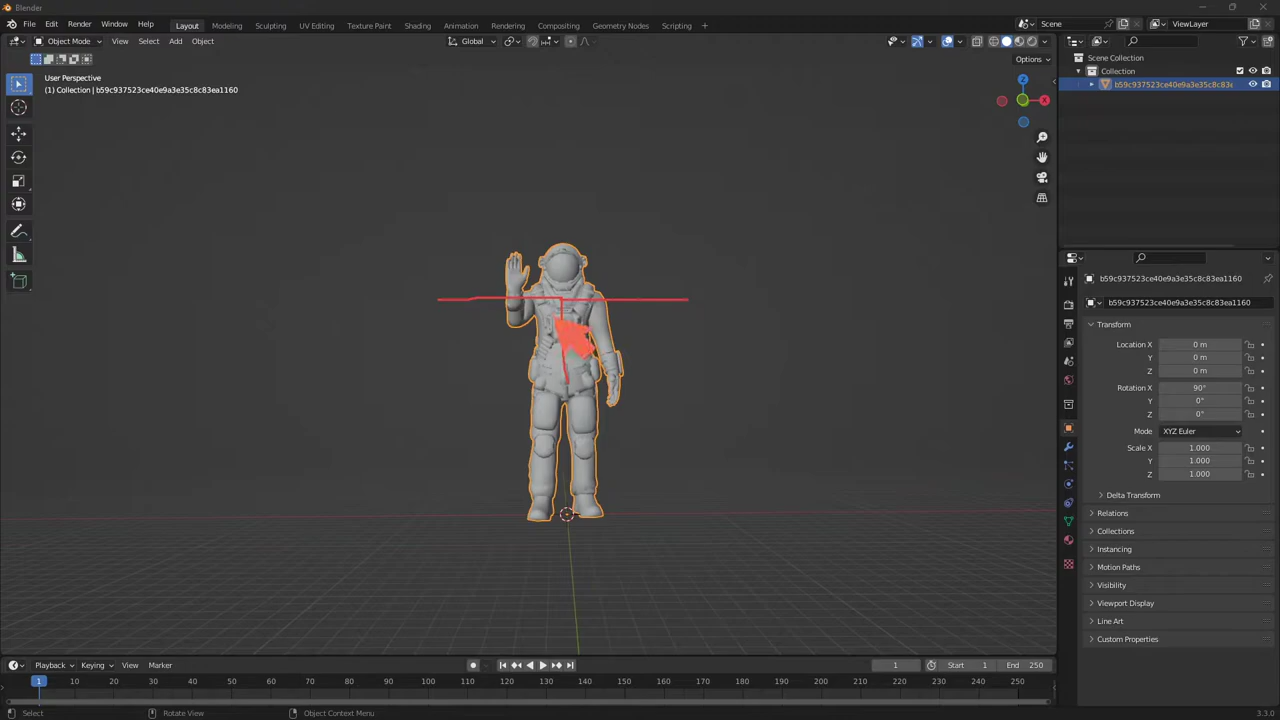 Blender
File Edit Render Window Help Layout Modeling Sculpting UV Editing Texture Paint Shading Animation Rendering Compositing Geometry Nodes Scripting + Scene ViewLayer
Object Mode View Select Add Object Global
Options
User Perspective
(1) Collection | b59c937523ce40e9a3e35c8c83ea1160
Z
X
Scene Collection
Collection
b59c937523ce40e9a3e35c8c83e
b59c937523ce40e9a3e35c8c83ea1160
b59c937523ce40e9a3e35c8c83ea1160
Transform
Location X 0 m
Y 0 m
Z 0 m
Rotation X 90°
Y 0°
Z 0°
Mode XYZ Euler
Scale X 1.000
Y 1.000
Z 1.000
Delta Transform
Relations
Collections
Instancing
Motion Paths
Visibility
Viewport Display
Line Art
Custom Properties
Playback Keying View Marker 1 Start 1 End 250
1 10 20 30 40 50 60 70 80 90 100 110 120 130 140 150 160 170 180 190 200 210 220 230 240 250
Select Rotate View Object Context Menu 3.3.0